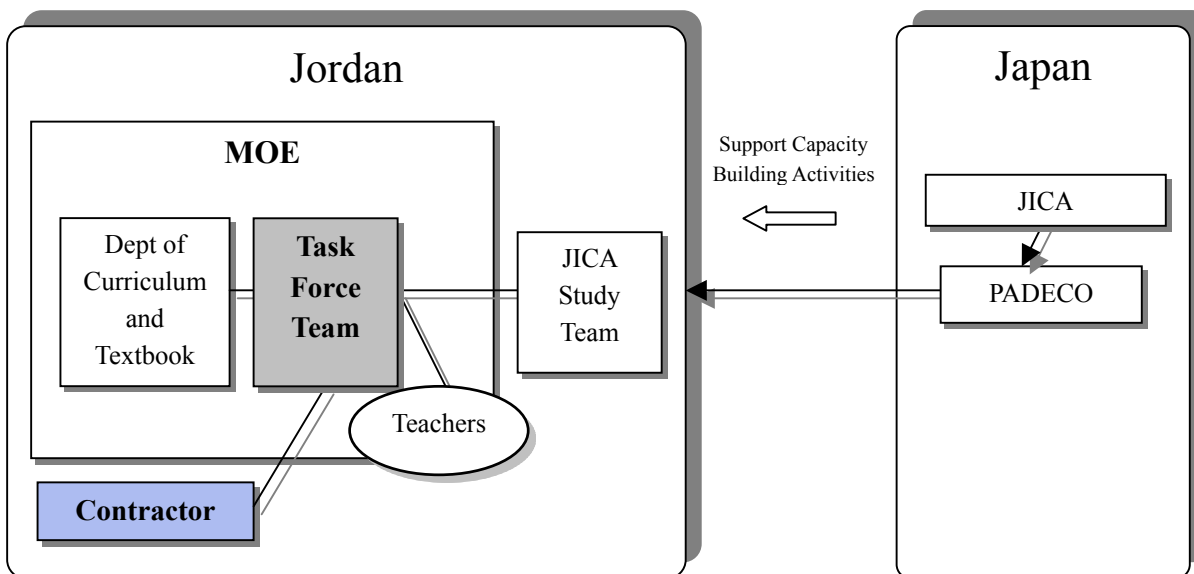 Jordan
MOE
Dept of
Curriculum
and
Textbook
Task
Force
Team
JICA
Study
Team
Teachers
Contractor
Support Capacity
Building Activities
Japan
JICA
PADECO